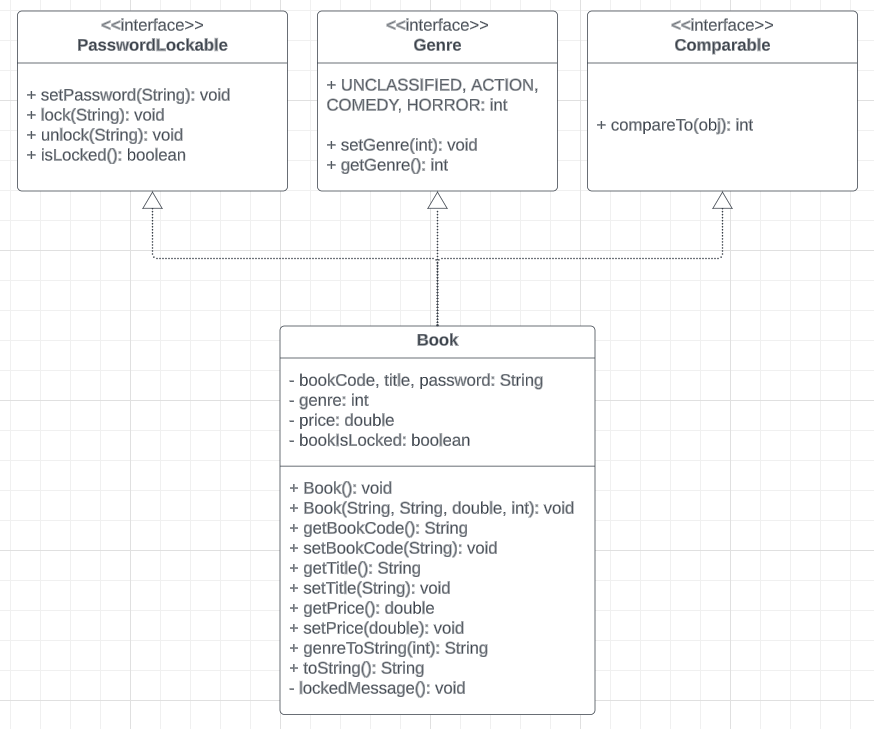 <<interface>>
PasswordLockable
+ setPassword(String): void
+ lock(String): void
+ unlock(String): void
+ isLocked(): boolean
<<interface>>
Genre
+ UNCLASSIFIED, ACTION,
COMEDY, HORROR: int
+ setGenre(int): void
+ getGenre(): int
<<interface>>
Comparable
+ compareTo(obj): int
Book
- bookCode, title, password: String
- genre: int
- price: double
- bookIsLocked: boolean
+ Book(): void
+ Book(String, String, double, int): void
+ getBookCode(): String
+ setBookCode(String): void
+ getTitle(): String
+ setTitle(String): void
+ getPrice(): double
+ setPrice(double): void
+ genreToString(int): String
+ toString(): String
- lockedMessage(): void